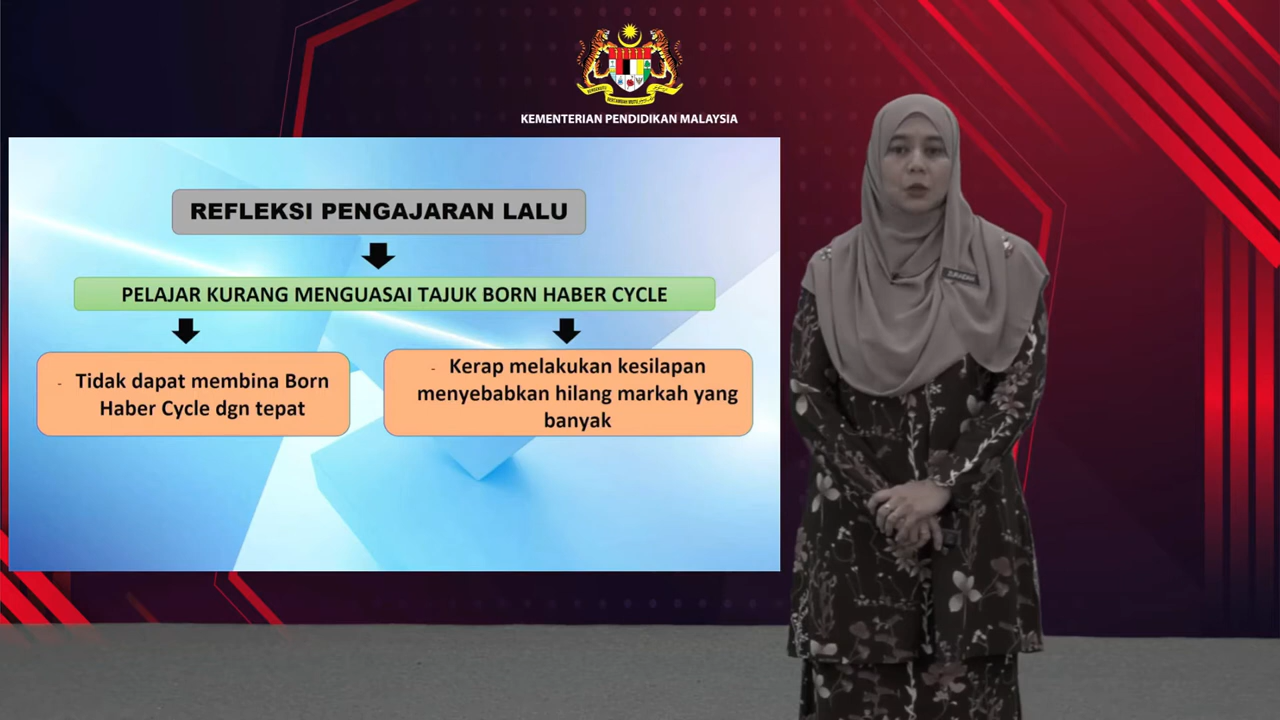 KEMENTERIAN PENDIDIKAN MALAYSIA
REFLEKSI PENGAJARAN LALU
PELAJAR KURANG MENGUASAI TAJUK BORN HABER CYCLE
- Tidak dapat membina Born
Haber Cycle dgn tepat
- Kerap melakukan kesilapan
menyebabkan hilang markah yang
banyak